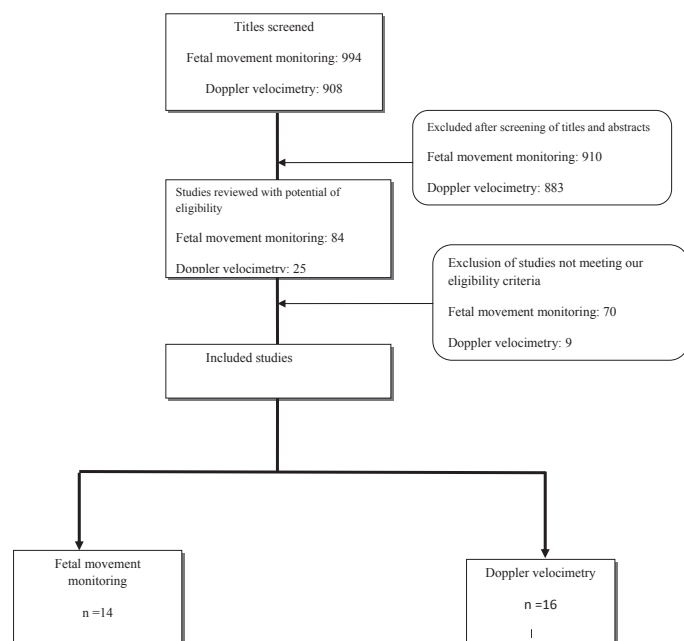 Titles screened
Fetal movement monitoring: 994
Doppler velocimetry: 908
Excluded after screening of titles and abstracts
Fetal movement monitoring: 910
Doppler velocimetry: 883
Studies reviewed with potential of
eligibility
Fetal movement monitoring: 84
Doppler velocimetry: 25
Exclusion of studies not meeting our
eligibility criteria
Fetal movement monitoring: 70
Doppler velocimetry: 9
Included studies
Fetal movement
monitoring
n =14
Doppler velocimetry
n =16